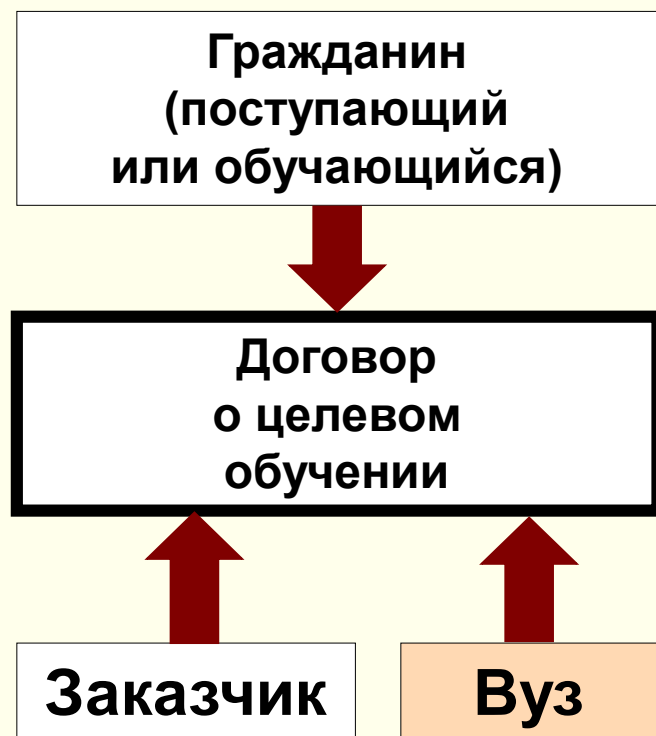 Гражданин
(поступающий
или обучающийся)
Договор
о целевом
обучении
Заказчик
Вуз